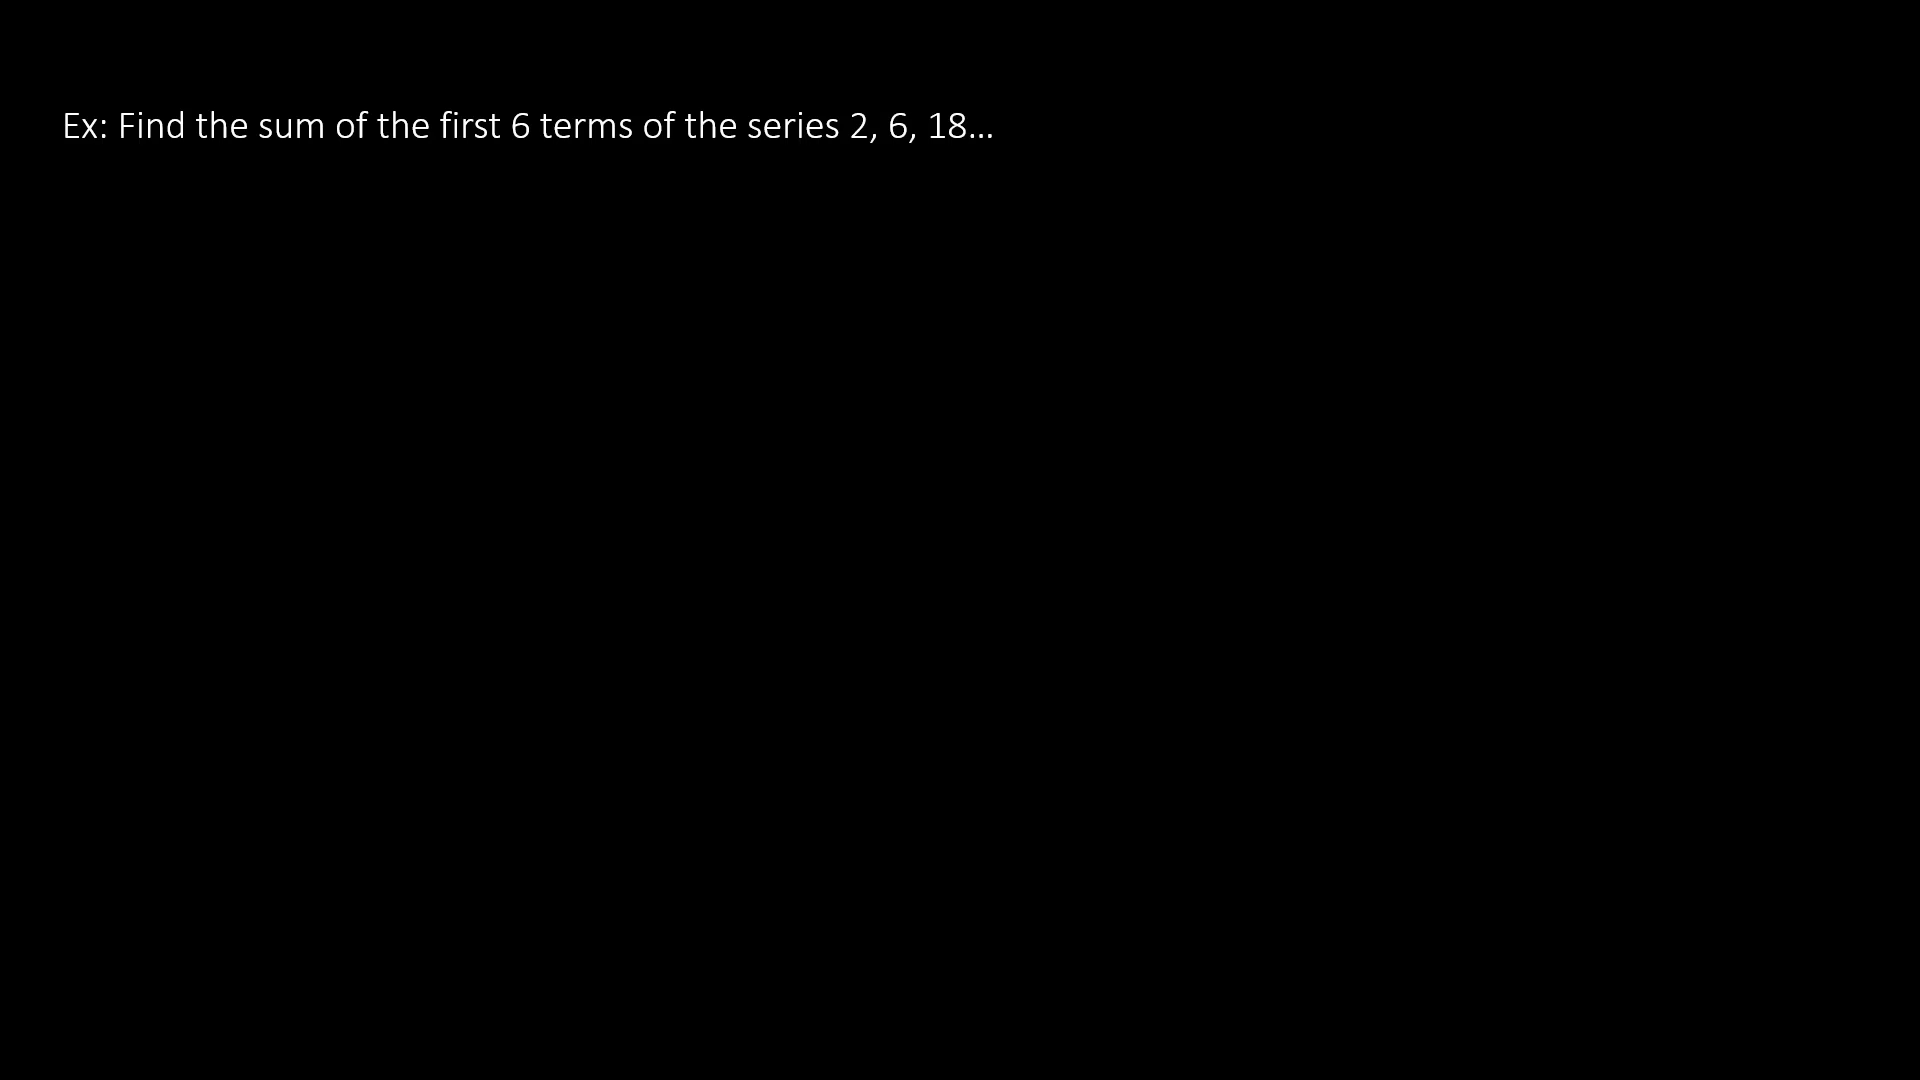 Ex: Find the sum of the first 6 terms of the series 2, 6, 18…